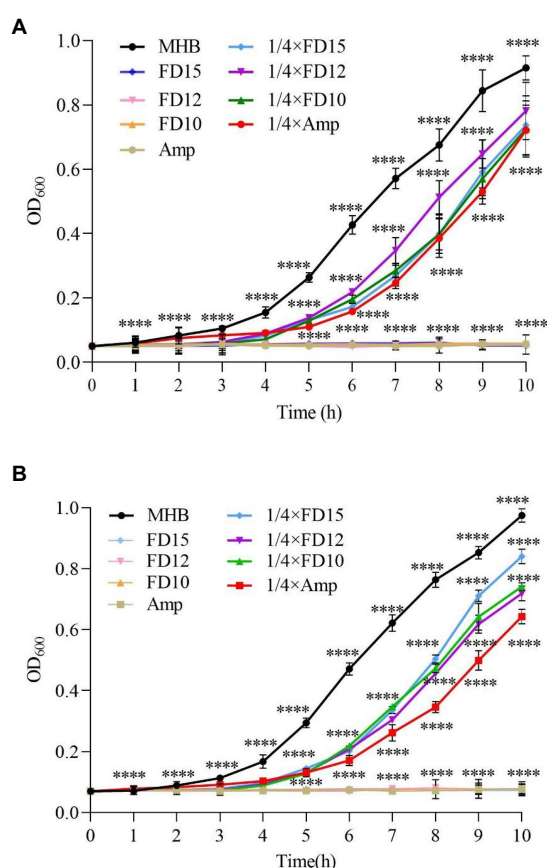 A
1.0
0.8
0.6
0.4
0.2
0.0
OD600
MHB
FD15
FD12
FD10
Amp
1/4×FD15
1/4×FD12
1/4×FD10
1/4×Amp
**** **** **** **** **** **** **** **** **** ****
**** **** **** **** ****
**** **** **** **** **** ****
**** **** **** **** **** ****
0 1 2 3 4 5 6 7 8 9 10
Time (h)
B
1.0
0.8
0.6
0.4
0.2
0.0
OD600
MHB
FD15
FD12
FD10
Amp
1/4×FD15
1/4×FD12
1/4×FD10
1/4×Amp
**** **** **** **** **** **** **** **** **** ****
**** **** **** **** **** ****
**** **** ****
**** **** **** **** **** ****
**** **** **** **** **** ****
0 1 2 3 4 5 6 7 8 9 10
Time(h)